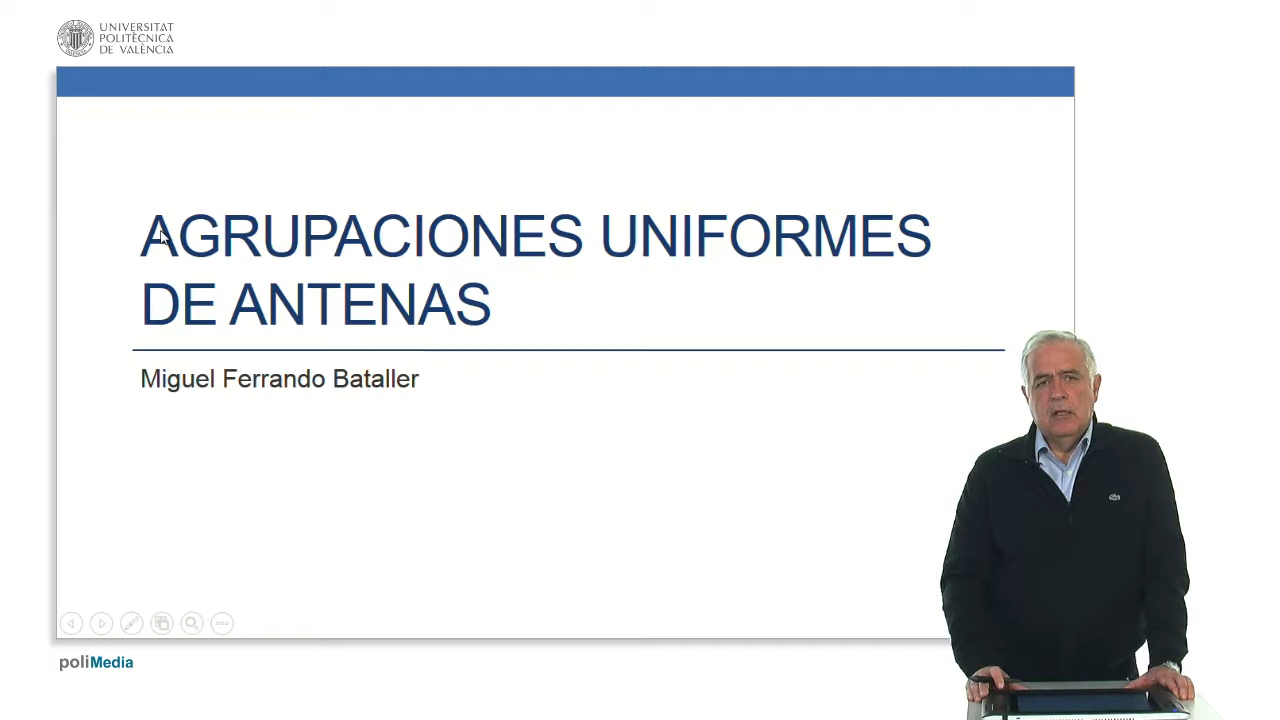 UNIVERSITAT
POLITÈCNICA
DE VALÈNCIA
AGRUPACIONES UNIFORMES
DE ANTENAS
Miguel Ferrando Bataller
poliMedia